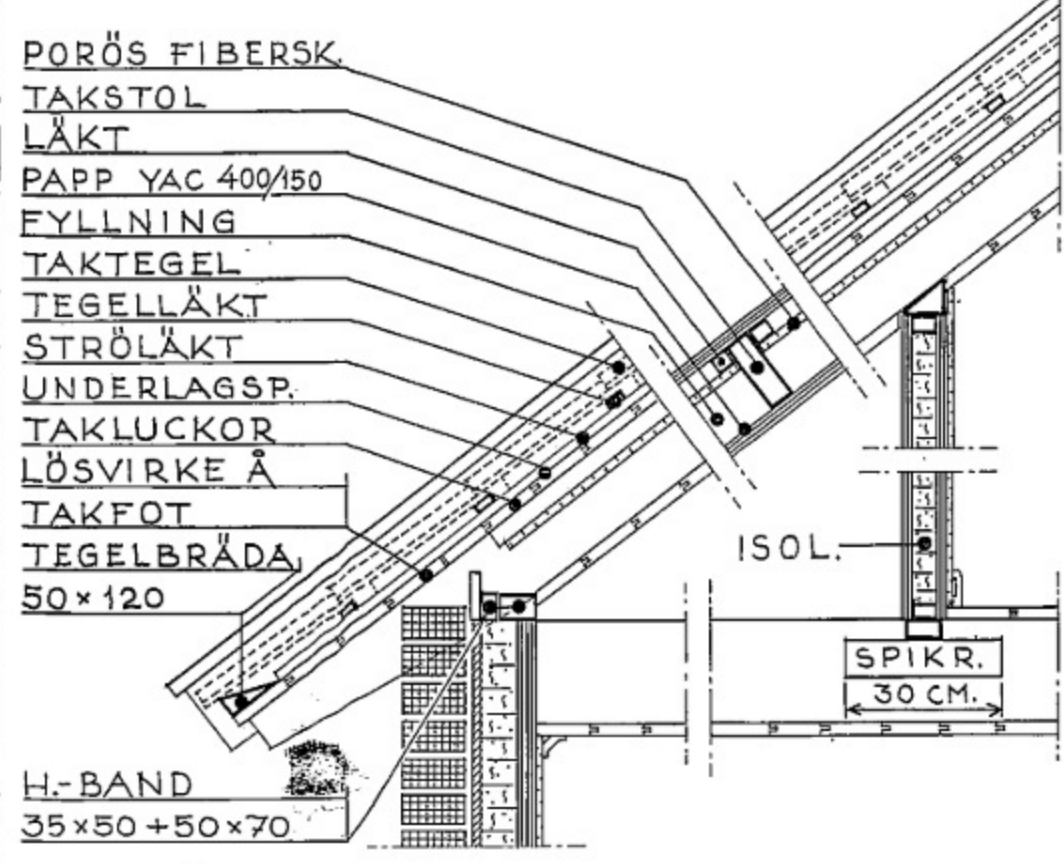 PORÖS FIBERSK.
TAKSTOL
LÄKT
PAPP YAC 400/150
FYLLNING
TAKTEGEL
TEGELLÄKT
STRÖLÄKT
UNDERLAGSP.
TAKLUCKOR
LÖSVIRKE Å
TAKFOT
TEGELBRÄDA
50×120
H.-BAND
35×50+50×70
ISOL.
SPIKR.
30 CM.